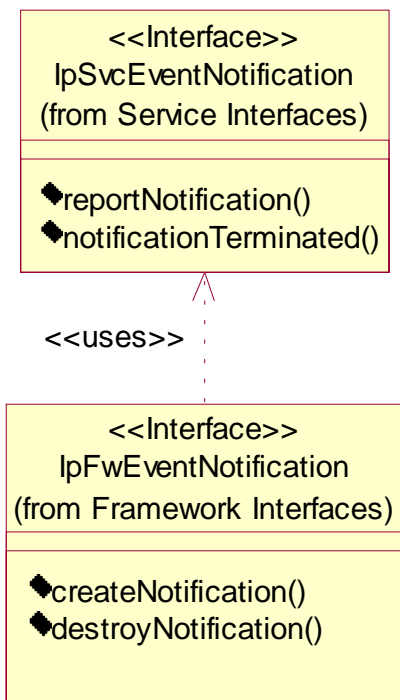 <<Interface>>
IpSvcEventNotification
(from Service Interfaces)
reportNotification()
notificationTerminated()
<<uses>>
<<Interface>>
IpFwEventNotification
(from Framework Interfaces)
createNotification()
destroyNotification()